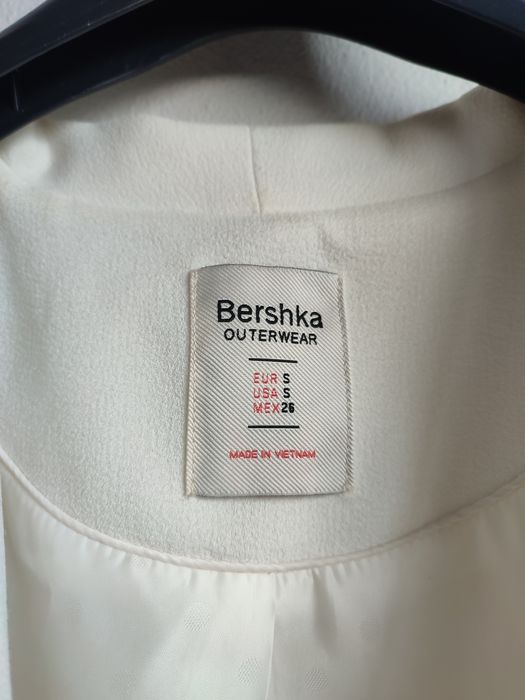 Bershka
OUTERWEAR
EUR S
USA S
MEX 26
MADE IN VIETNAM